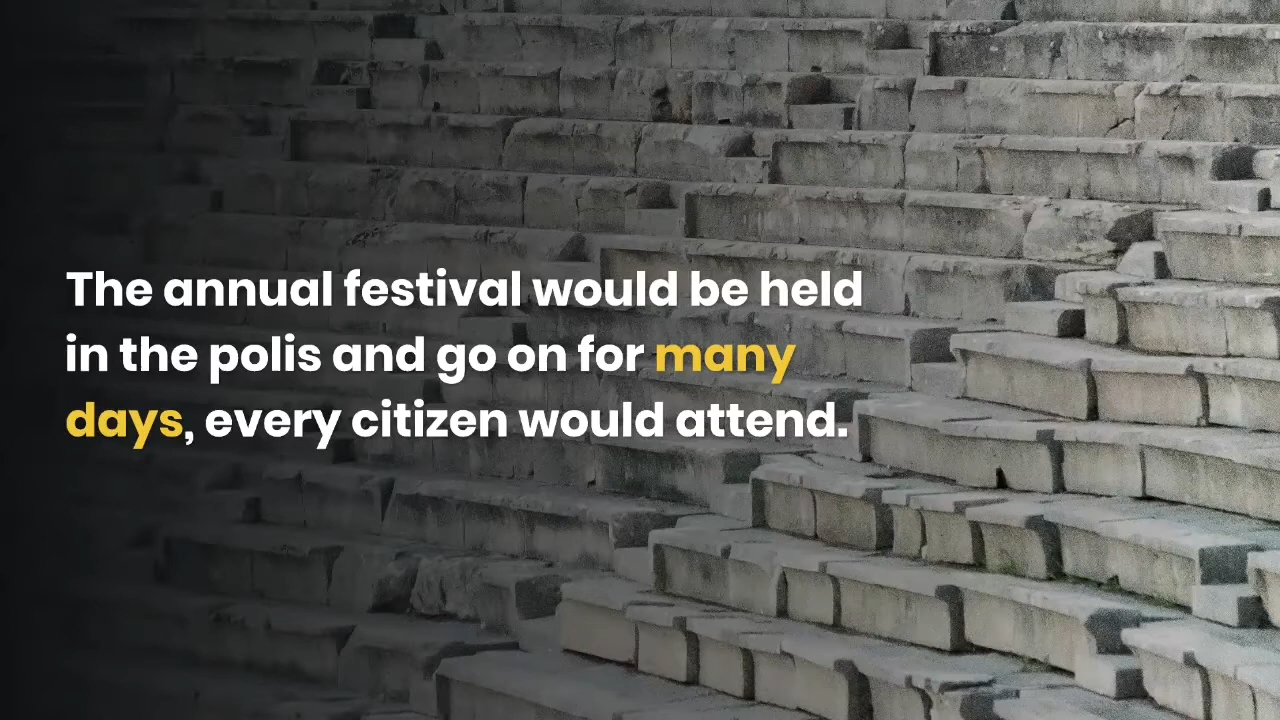 The annual festival would be held
in the polis and go on for many
days, every citizen would attend.